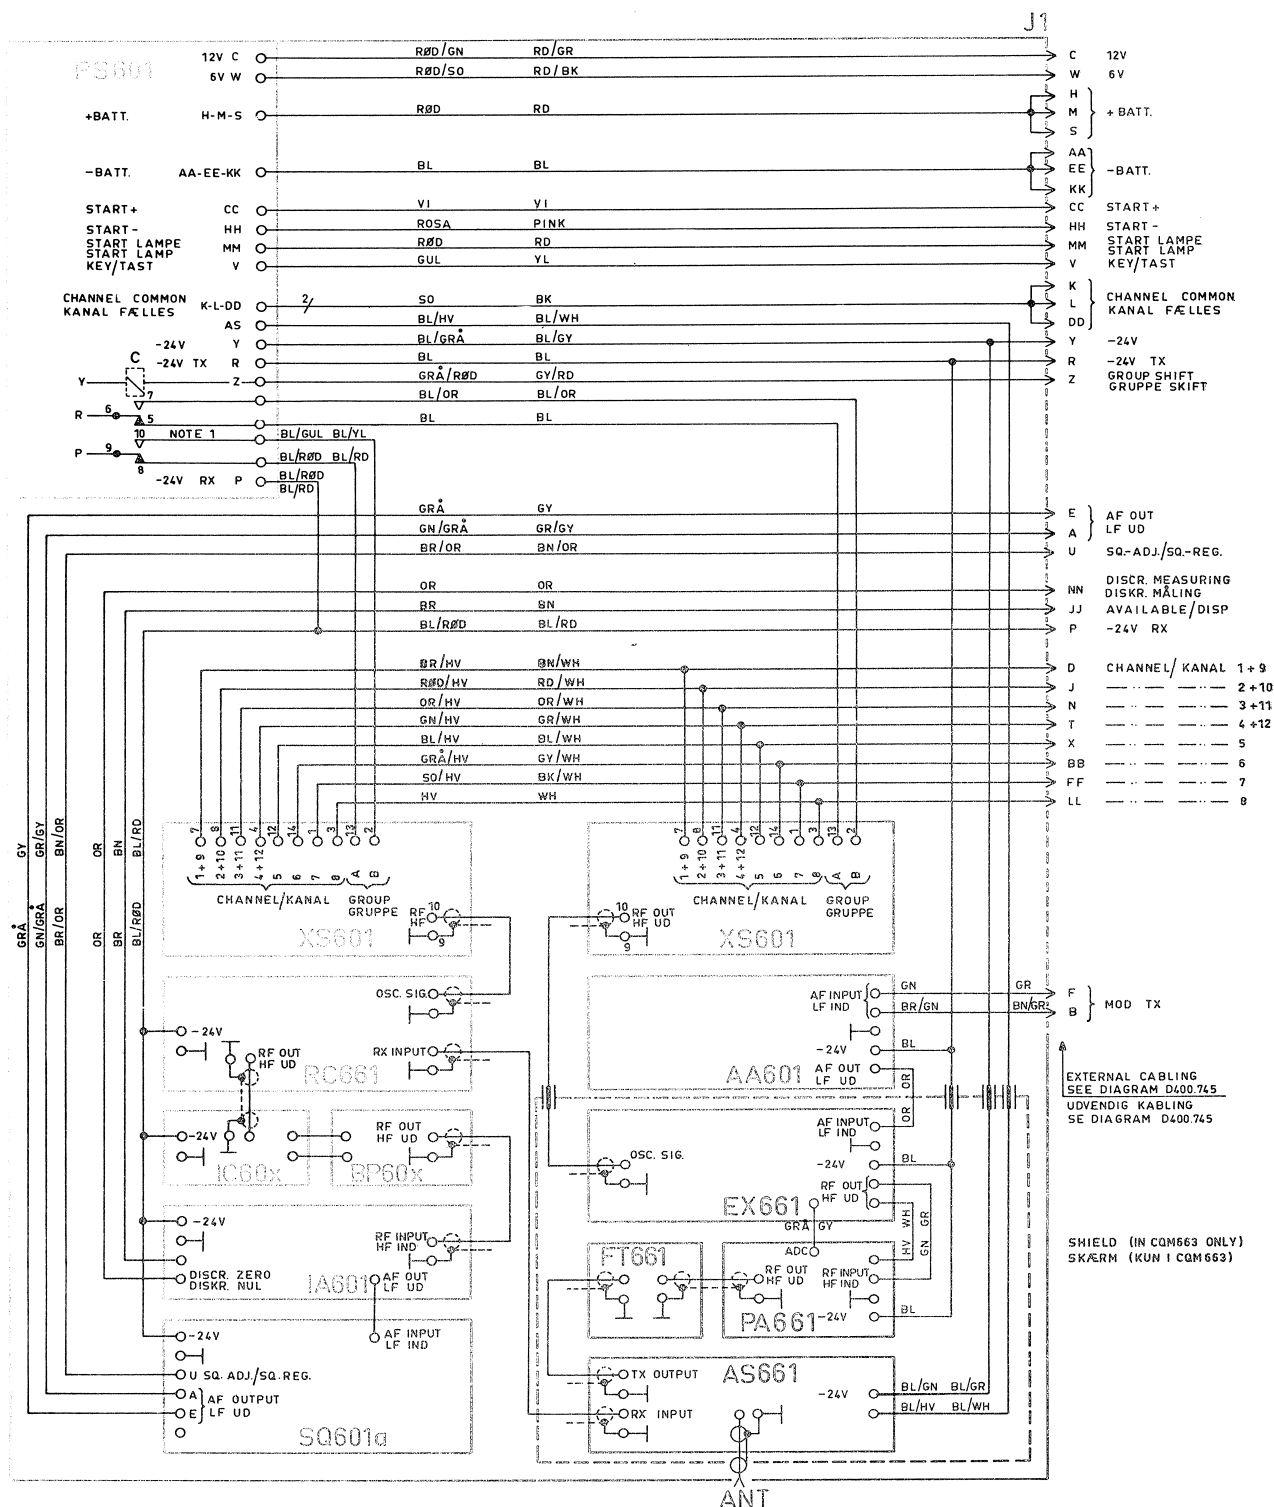 J1
PS601
12V C RØD/GN RD/GR C 12V
6V W RØD/SO RD/BK W 6V
H
+BATT. H-M-S RØD RD M + BATT.
S
AA
-BATT. AA-EE-KK BL BL EE -BATT.
KK
START+ CC VI VI CC START+
START- HH ROSA PINK HH START-
START LAMPE START LAMPE
START LAMP MM RØD RD MM START LAMP
KEY/TAST V GUL YL V KEY/TAST
K
CHANNEL COMMON CHANNEL COMMON
KANAL FÆLLES K-L-DD 2 SO BK L KANAL FÆLLES
AS BL/HV BL/WH DD
-24V Y BL/GRÅ BL/GY Y -24V
C -24V TX R BL BL R -24V TX
Y Z GRÅ/RØD GY/RD Z GROUP SHIFT
GRUPPE SKIFT
7 BL/OR BL/OR
R 6 5 BL BL
10 NOTE 1 BL/GUL BL/YL
P 9 8 BL/RØD BL/RD
-24V RX P BL/RØD
BL/RD
GRÅ GY E AF OUT
GN/GRÅ GR/GY A LF UD
BR/OR BN/OR U SQ.-ADJ./SQ.-REG.
OR OR NN DISCR. MEASURING
DISKR. MÅLING
BR BN JJ AVAILABLE/DISP
BL/RØD BL/RD P -24V RX
BR/HV BN/WH D CHANNEL/KANAL 1+9
RØD/HV RD/WH J 2+10
OR/HV OR/WH N 3+11
GN/HV GR/WH T 4+12
BL/HV BL/WH X 5
GRÅ/HV GY/WH BB 6
SO/HV BK/WH FF 7
HV WH LL 8
GY GR/GY BN/OR OR BN BL/RD
GRÅ GN/GRÅ BR/OR OR BR BL/RØD
7 8 11 4 12 14 1 3 13 2
1+9 2+10 3+11 4+12 5 6 7 8 A B
CHANNEL/KANAL GROUP
GRUPPE
RF 10
HF
9
XS601
7 8 11 4 12 14 1 3 13 2
1+9 2+10 3+11 4+12 5 6 7 8 A B
CHANNEL/KANAL GROUP
GRUPPE
10 RF OUT
HF UD
9
XS601
OSC. SIG.
-24V
RF OUT
HF UD
RX INPUT
RC661
AF INPUT GN GR F
LF IND BR/GN BN/GR B MOD TX
-24V BL
AF OUT
LF UD
AA601
OR
OR
EXTERNAL CABLING
SEE DIAGRAM D400.745
UDVENDIG KABLING
SE DIAGRAM D400.745
-24V
IC60x
RF OUT
HF UD
BP60x
AF INPUT
LF IND
OSC. SIG.
-24V BL
RF OUT
HF UD
EX661
HV WH
GN GR
GRÅ GY
-24V
RF INPUT
HF IND
DISCR. ZERO
DISKR. NUL
IA601
AF OUT
LF UD
FT661
ADC
RF OUT
HF UD
RF INPUT
HF IND
PA661
-24V BL
SHIELD (IN CQM663 ONLY)
SKÆRM (KUN I CQM663)
-24V
AF INPUT
LF IND
U SQ. ADJ./SQ. REG.
A AF OUTPUT
E LF UD
SQ601a
TX OUTPUT
AS661
-24V BL/GN BL/GR
RX INPUT BL/HV BL/WH
ANT